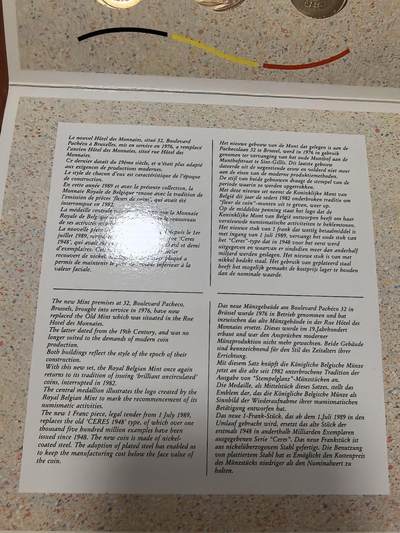 Le nouvel Hôtel des Monnaies, situé 32, Boulevard
Pachéco à Bruxelles, mis en service en 1976, a remplacé
l'ancien Hôtel des Monnaies, situé rue Hôtel des
Monnaies.
Ce dernier datait du 19ème siècle, et n'était plus adapté
aux exigences de production modernes.
Le style de chacun d'eux est caractéristique de l'époque
de construction.
En cette année 1989 et avec la présente collection, la
Monnaie Royale de Belgique renoue avec la tradition de
l'émission de pièces 'fleurs de coins', qui avait été
interrompue en 1982.
La médaille centrale
Royale de Belgique
de ses activités
La nouvelle
juillet 1989,
1948', qui avait
d'exemplaires.
recouvert de nickel.
permis de maintenir le inférieur à la
valeur faciale.
Het nieuwe gebouw van de Munt dat gelegen is aan de
Pachecolaan 32 te Brussel, werd in 1976 in gebruik
genomen ter vervanging van het oude Munthof aan de
Munthofstraat te Sint-Gillis. Dit laatste gebouw
dateerde uit de negentiende eeuw en voldeed niet meer
aan de eisen van de moderne produktiemethoden.
De stijl van beide gebouwen draagt de stempel van de
periode waarin ze werden opgetrokken.
Met deze nieuwe set neemt de Koninklijke Munt van
België dit jaar de sedert 1982 onderbroken traditie om
"fleur de coin"-munten uit te geven, weer op.
Op de middelste penning staat het logo dat de
Koninklijke Munt van België ontworpen heeft om haar
vernieuwde numismatische activiteiten te beklemtonen.
Het nieuwe stuk van 1 frank dat wettig betaalmiddel is
met ingang van 1 juli 1989, vervangt het oude stuk van
het "Ceres"-type dat in 1948 voor het eerst werd
uitgegeven en waarvan er sindsdien meer dan anderhalf
miljard werden geslagen. Het nieuwe stuk is van met
nikkel bedekt staal. Het gebruik van geplateerd staal
heeft het mogelijk gemaakt de kostprijs lager te houden
dan de nominale waarde.
The new Mint premises at 32, Boulevard Pacheco,
Brussels, brought into service in 1976, have now
replaced the Old Mint which was situated in the Rue
Hotel des Monnaies.
The latter dated from the 19th Century, and was no
longer suited to the demands of modern coin
production.
Both buildings reflect the style of the epoch of their
construction.
With this new set, the Royal Belgian Mint once again
returns to its tradition of issuing 'brilliant uncirculated'
coins, interrupted in 1982.
The central medallion illustrates the logo created by the
Royal Belgian Mint to mark the recommencement of its
numismatic activities.
The new 1 Franc piece, legal tender from 1 July 1989,
replaces the old 'CERES 1948' type, of which over one
thousand five hundred million examples have been
issued since 1948. The new coin is made of nickel-
coated steel. The adoption of plated steel has enabled us
to keep the manufacturing cost below the face value of
the coin.
Das neue Münzgebäude am Boulevard Pachéco 32 in
Brüssel wurde 1976 in Betrieb genommen und hat
inzwischen das alte Münzgebäude in der Rue Hôtel des
Monnaies ersetzt. Dieses wurde im 19.Jahrhundert
erbaut und war den Ansprüchen moderner
Münzproduktion nicht mehr gewachsen. Beide Gebäude
sind kennzeichnend für den Stil des Zeitalters ihrer
Errichtung.
Mit diesem Satz knüpft die Königliche Belgische Münze
jetzt an die alte seit 1982 unterbrochene Tradition der
Ausgabe von "Stempelglanz"-Münzstücken an.
Die Medaille, als Mittelstück dieses Satzes, stellt das
Emblem dar, das die Königliche Belgische Münze als
Sinnbild der Wiederaufnahme ihrer numismatischen
Betätigung entworfen hat.
Das neue 1-Frank-Stück, das ab dem 1.Juli 1989 in den
Umlauf gebracht wird, ersetzt das alte Stück der
erstmals 1948 in anderthalb Milliarden Exemplaren
ausgegebenen Serie "Ceres". Das neue Frankstück ist
aus nickelüberzogenem Stahl gefertigt. Die Benutzung
von plattiertem Stahl hat es Ermöglicht den Kostenpreis
des Münzstücks niedriger als den Nominalwert zu
halten.